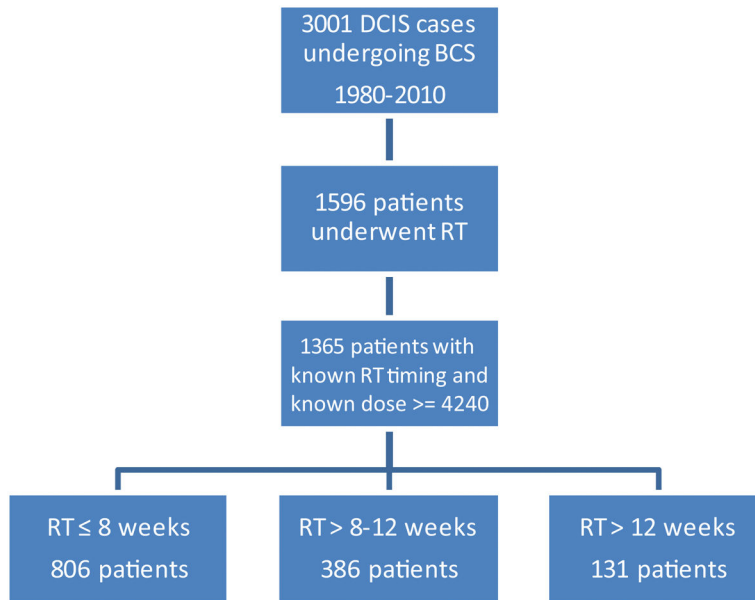 3001 DCIS cases
undergoing BCS
1980-2010
1596 patients
underwent RT
1365 patients with
known RT timing and
known dose >= 4240
RT ≤ 8 weeks
806 patients
RT > 8-12 weeks
386 patients
RT > 12 weeks
131 patients